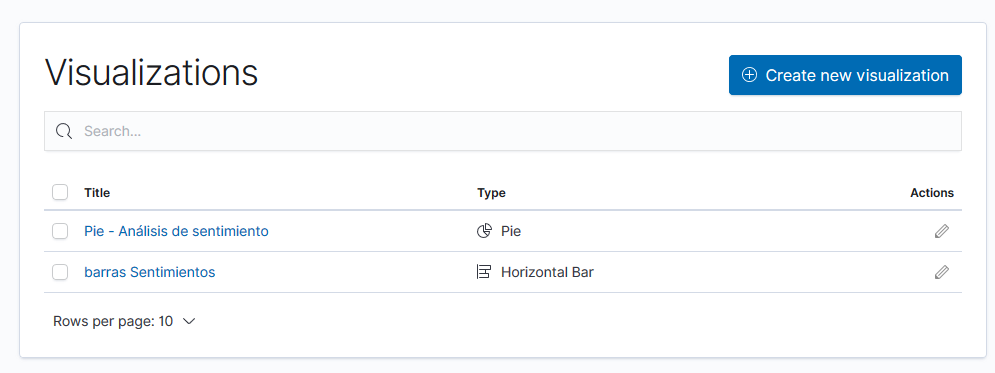 Visualizations
Create new visualization
Search...
Title Type Actions
Pie - Análisis de sentimiento Pie
barras Sentimientos Horizontal Bar
Rows per page: 10